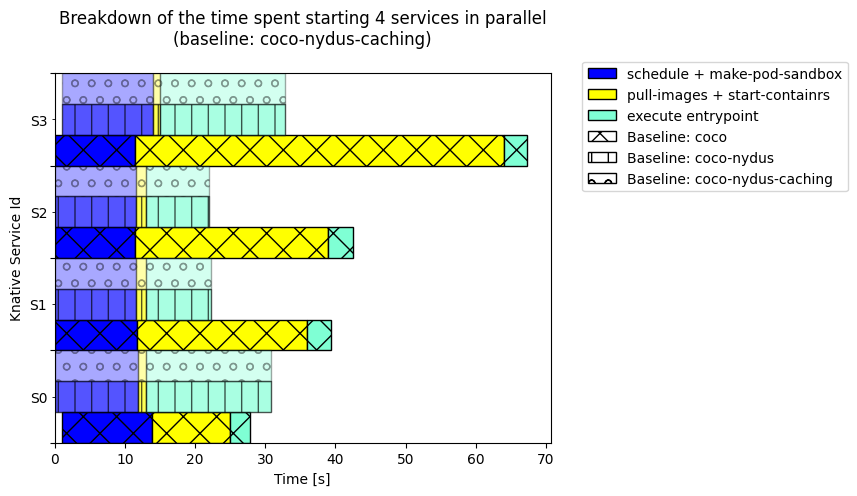 Breakdown of the time spent starting 4 services in parallel
(baseline: coco-nydus-caching)
schedule + make-pod-sandbox
pull-images + start-containrs
execute entrypoint
Baseline: coco
Baseline: coco-nydus
Baseline: coco-nydus-caching
Knative Service Id
S3
S2
S1
S0
0 10 20 30 40 50 60 70
Time [s]